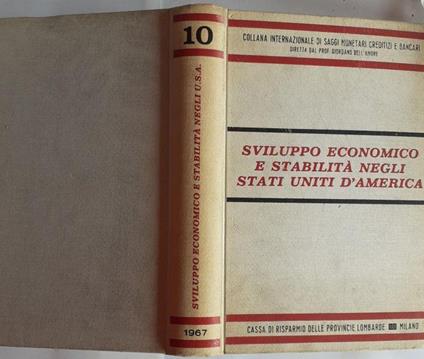 10
SVILUPPO ECONOMICO E STABILITÀ NEGLI U.S.A.
1967
COLLANA INTERNAZIONALE DI SAGGI MONETARI CREDITIZI E BANCARI
DIRETTA DAL PROF. GIORDANO DELL'AMORE
SVILUPPO ECONOMICO
E STABILITÀ NEGLI
STATI UNITI D'AMERICA
CASSA DI RISPARMIO DELLE PROVINCIE LOMBARDE MILANO